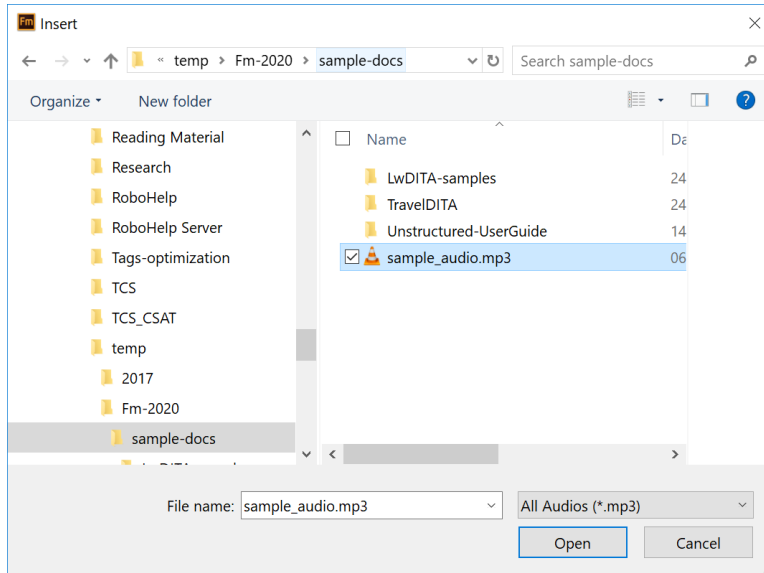 Fm Insert
« temp > Fm-2020 > sample-docs
Search sample-docs
Organize New folder
?
Reading Material
Research
RoboHelp
RoboHelp Server
Tags-optimization
TCS
TCS_CSAT
temp
2017
Fm-2020
sample-docs
Name Da
LwDITA-samples 24
TravelDITA 24
Unstructured-UserGuide 14
sample_audio.mp3 06
File name: sample_audio.mp3 All Audios (*.mp3)
Open Cancel